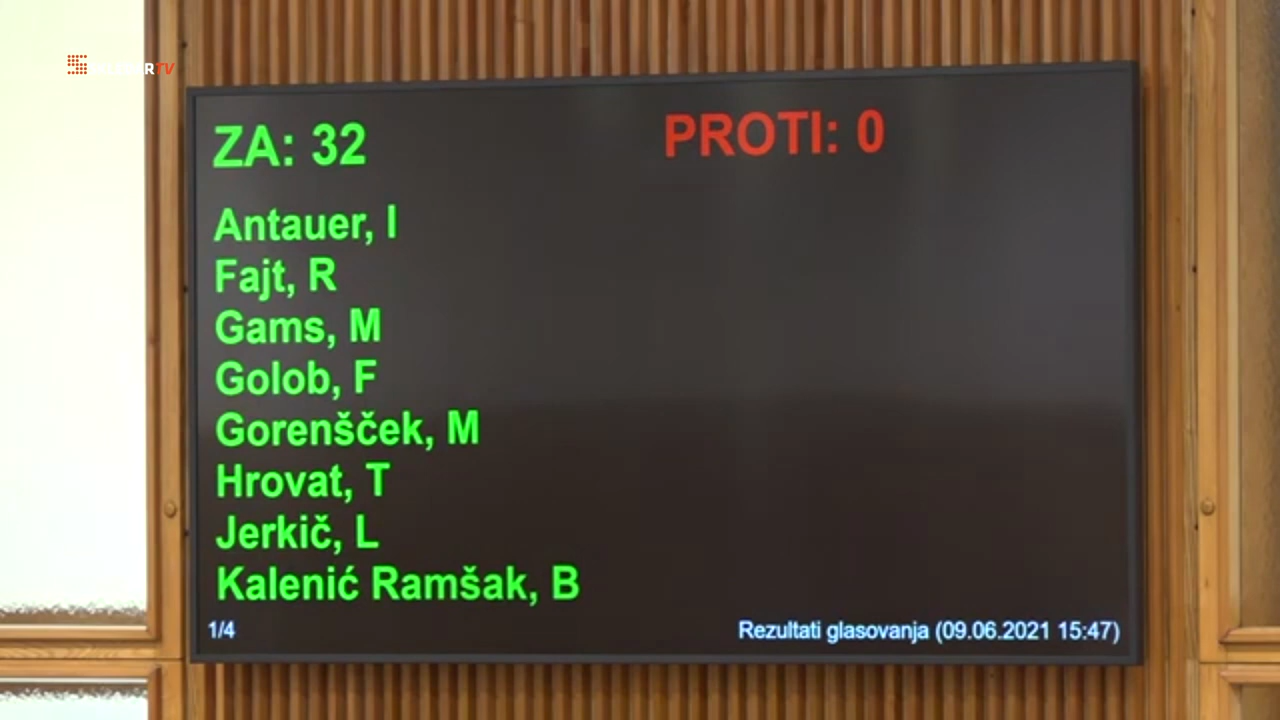 TV
ZA: 32
PROTI: 0
Antauer, I
Fajt, R
Gams, M
Golob, F
Gorenšček, M
Hrovat, T
Jerkič, L
Kalenić Ramšak, B
1/4
Rezultati glasovanja (09.06.2021 15:47)